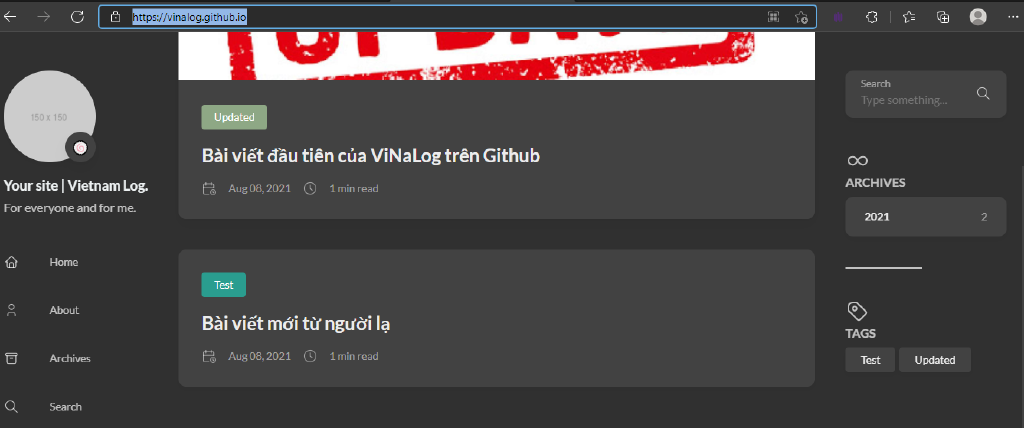 https://vinalog.github.io
150 x 150
Your site | Vietnam Log.
For everyone and for me.
Home
About
Archives
Search
Updated
Bài viết đầu tiên của ViNaLog trên Github
Aug 08, 2021 1 min read
Test
Bài viết mới từ người lạ
Aug 08, 2021 1 min read
Search
Type something...
ARCHIVES
2021 2
TAGS
Test Updated